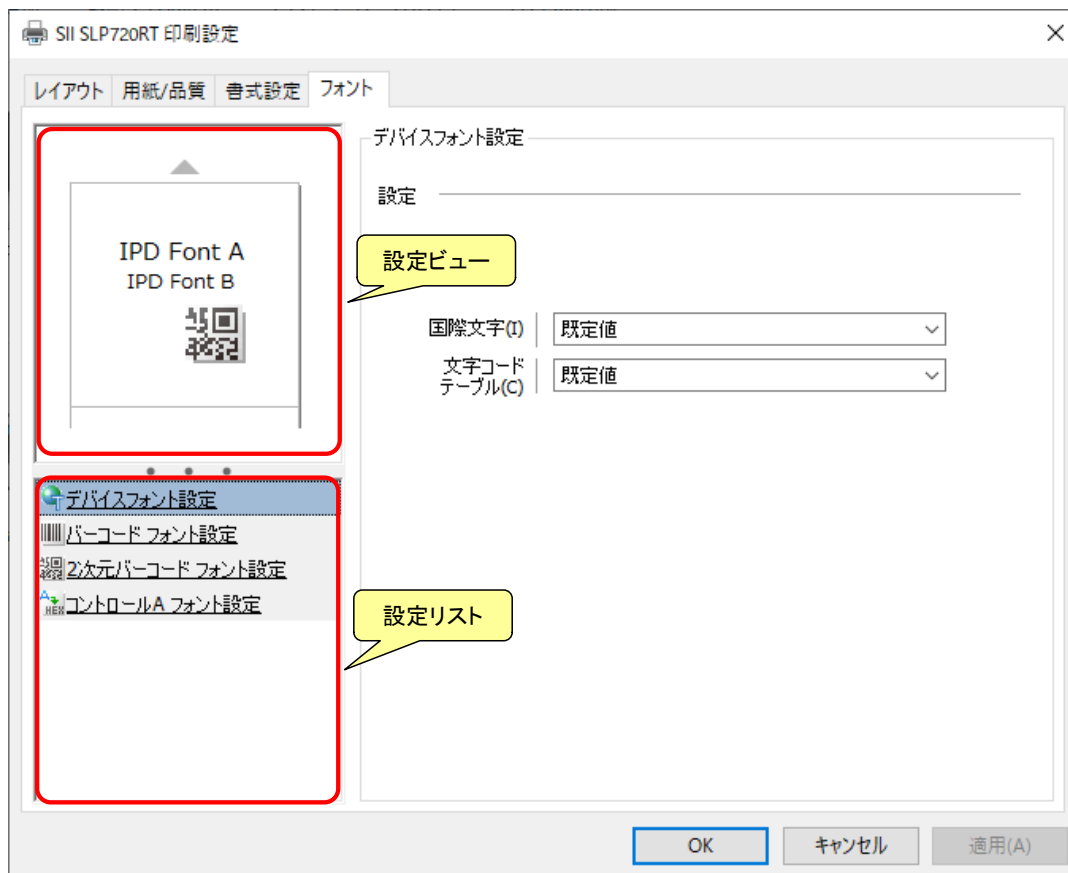 SII SLP720RT 印刷設定
レイアウト 用紙/品質 書式設定 フォント
IPD Font A
IPD Font B
設定ビュー
デバイスフォント設定
バーコード フォント設定
2次元バーコード フォント設定
コントロールA フォント設定
設定リスト
デバイスフォント設定
設定
国際文字(I) 既定値
文字コード
テーブル(C) 既定値
OK キャンセル 適用(A)